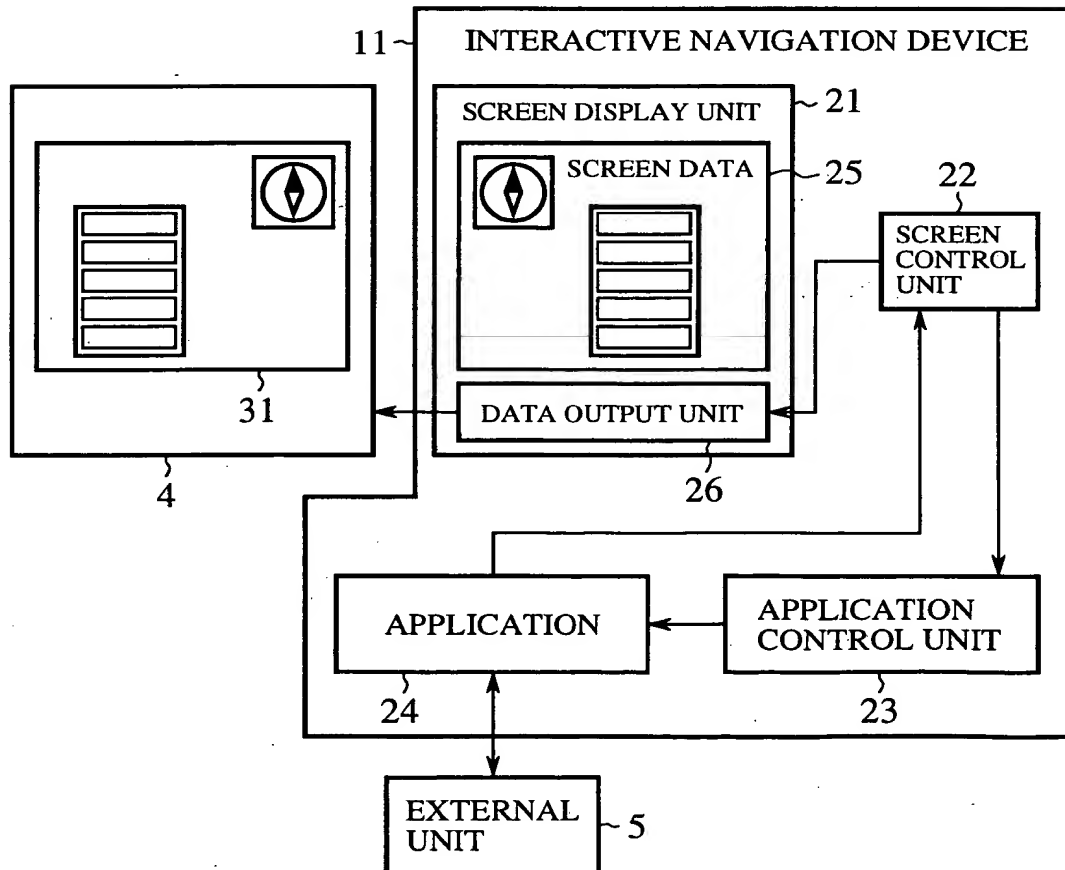 11
INTERACTIVE NAVIGATION DEVICE
SCREEN DISPLAY UNIT
21
SCREEN DATA
25
22
SCREEN
CONTROL
UNIT
31
DATA OUTPUT UNIT
4
26
APPLICATION
APPLICATION
CONTROL UNIT
24
23
EXTERNAL
UNIT
5